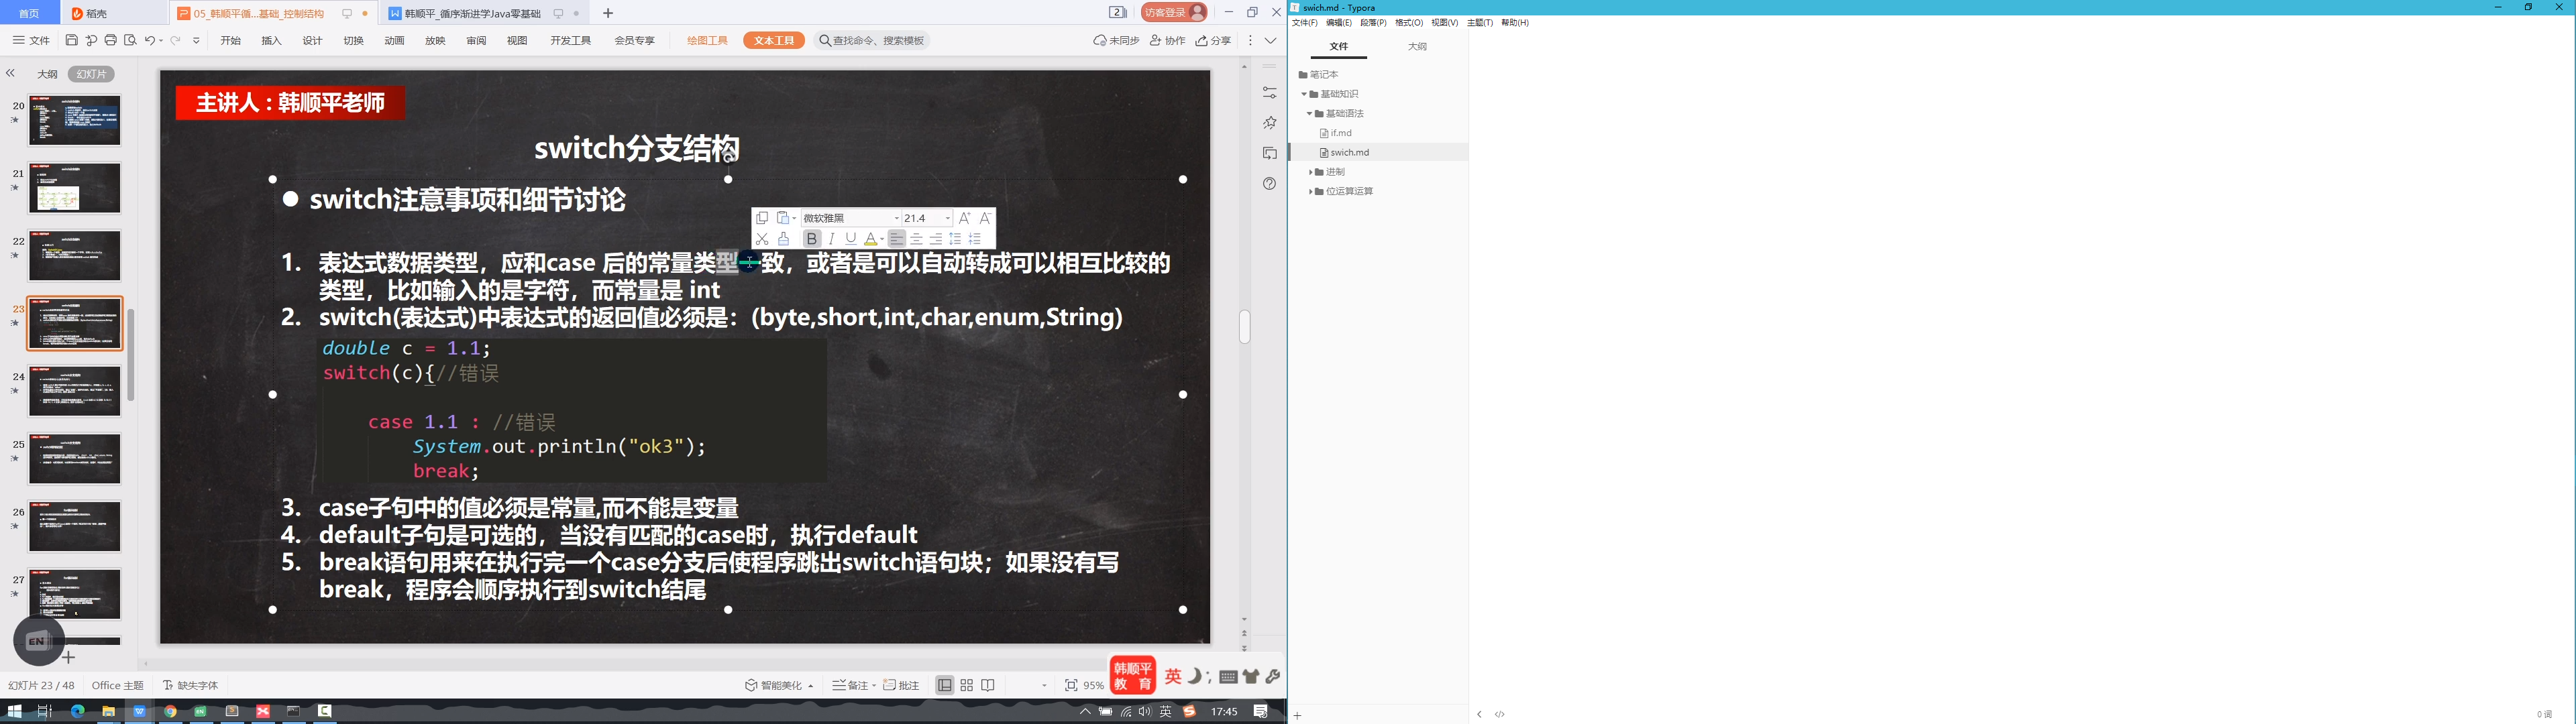 首页
稻壳
05_韩顺平循...基础_控制结构
韩顺平_循序渐进学Java零基础
2
访客登录
swich.md - Typora
文件
开始
插入
设计
切换
动画
放映
审阅
视图
开发工具
会员专享
绘图工具
文本工具
查找命令、搜索模板
未同步
协作
分享
文件(F) 编辑(E) 段落(P) 格式(O) 视图(V) 主题(T) 帮助(H)
文件
大纲
笔记本
基础知识
基础语法
if.md
swich.md
进制
位运算运算
大纲
幻灯片
20
21
22
23
24
25
26
27
主讲人：韩顺平老师
switch分支结构
switch注意事项和细节讨论
微软雅黑
21.4
1. 表达式数据类型，应和case 后的常量类型一致，或者是可以自动转成可以相互比较的
类型，比如输入的是字符，而常量是 int
2. switch(表达式)中表达式的返回值必须是：(byte,short,int,char,enum,String)
double c = 1.1;
switch(c){//错误
case 1.1 : //错误
System.out.println("ok3");
break;
3. case子句中的值必须是常量,而不能是变量
4. default子句是可选的，当没有匹配的case时，执行default
5. break语句用来在执行完一个case分支后使程序跳出switch语句块；如果没有写
break，程序会顺序执行到switch结尾
EN
幻灯片 23 / 48
Office 主题
缺失字体
智能美化
备注
批注
95%
韩顺平
教 育
英
英
17:45
0 词